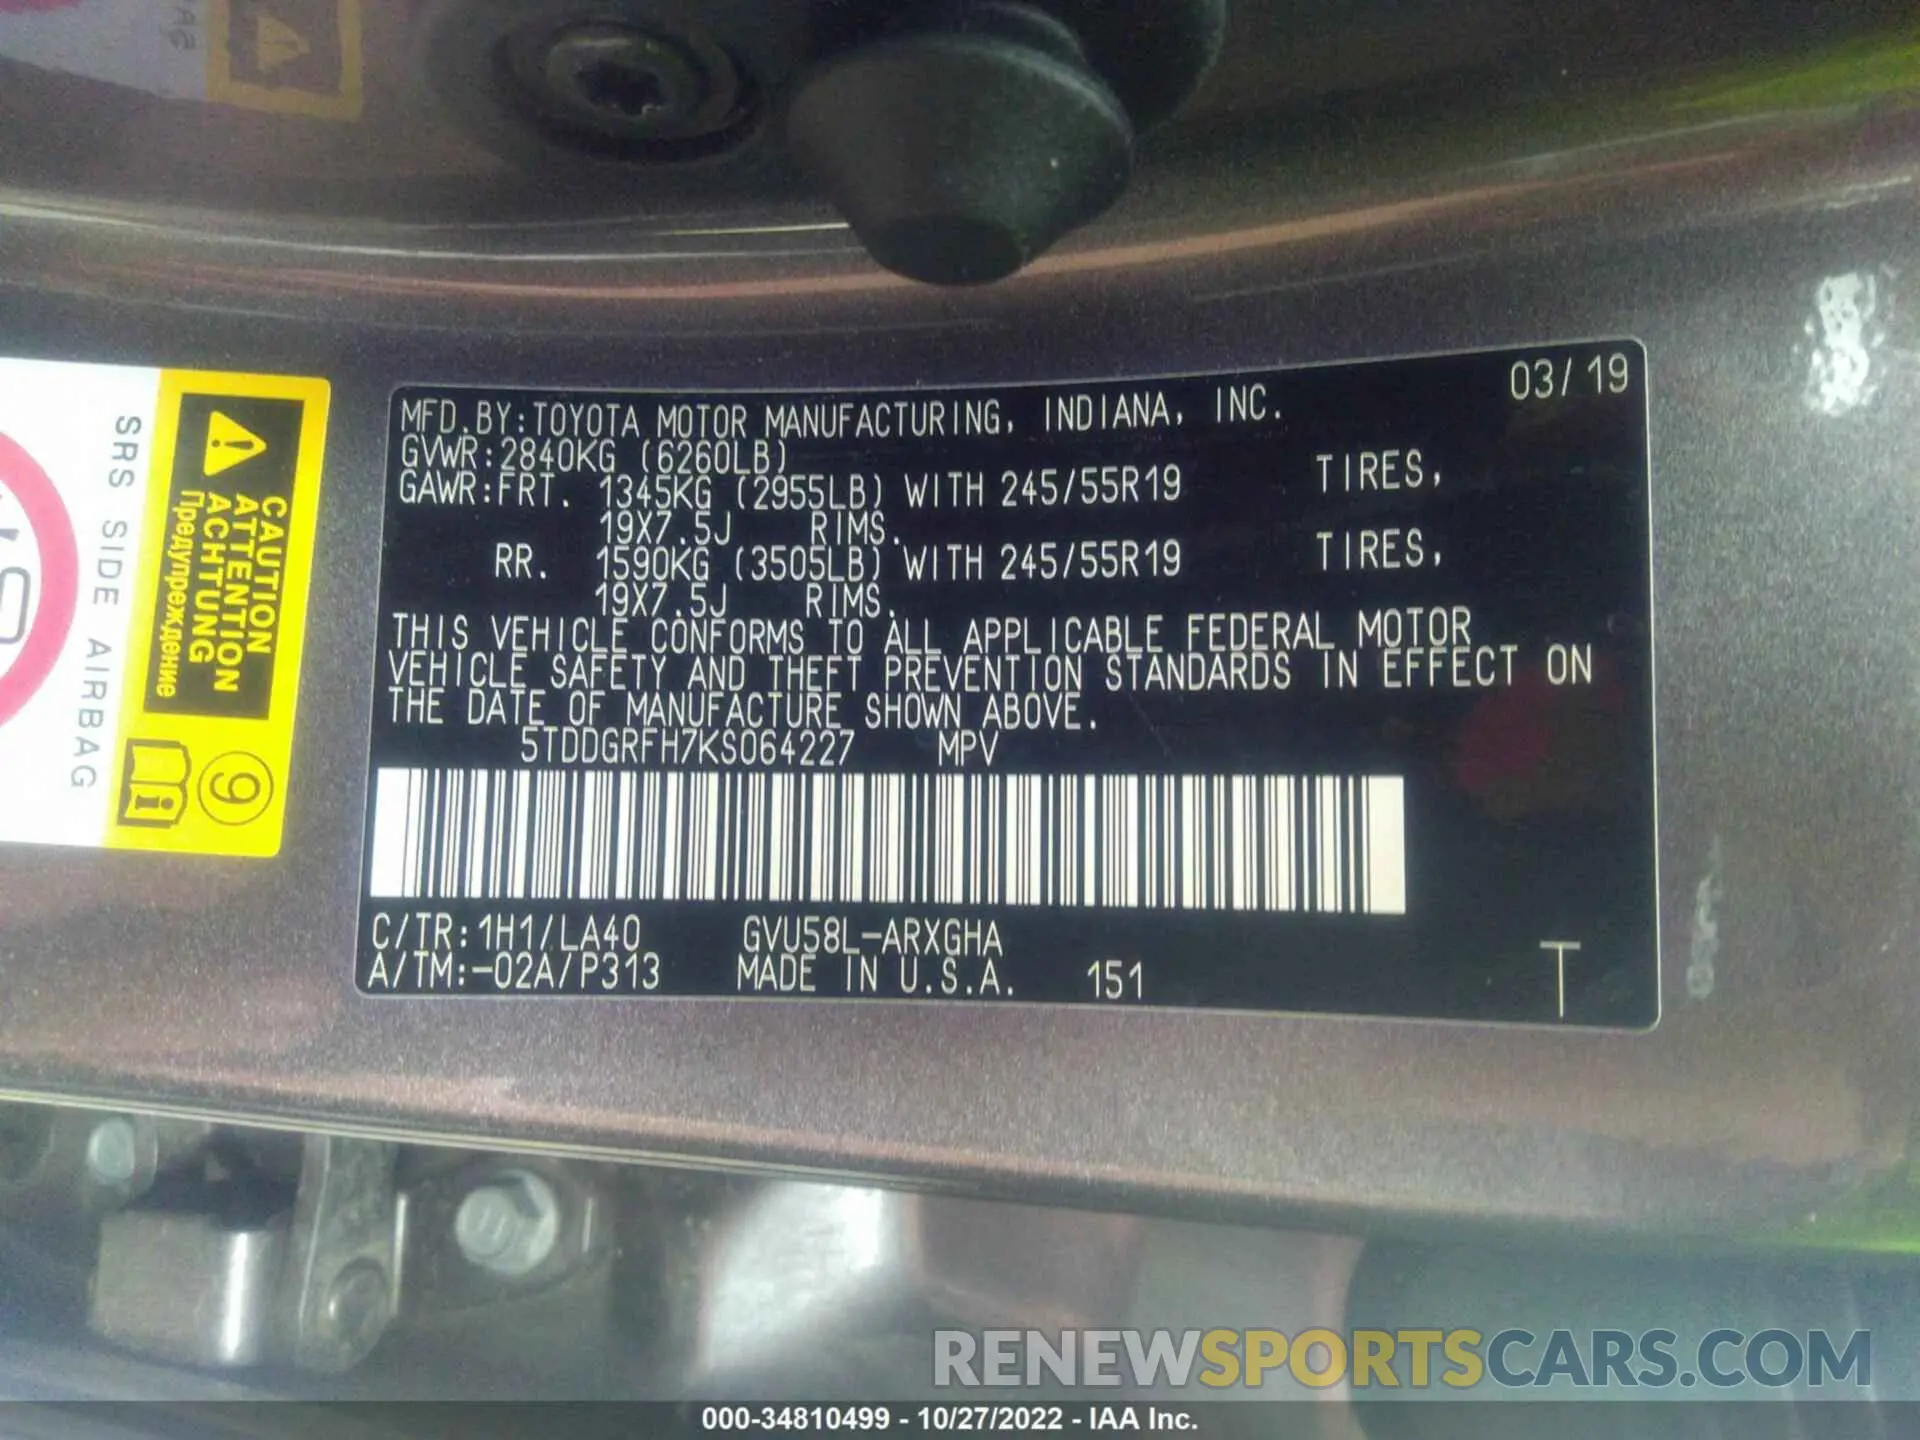 03/19
MFD.BY:TOYOTA MOTOR MANUFACTURING, INDIANA, INC.
GVWR:2840KG (6260LB)
GAWR:FRT. 1345KG (2955LB) WITH 245/55R19 TIRES,
19X7.5J RIMS.
RR. 1590KG (3505LB) WITH 245/55R19 TIRES,
19X7.5J RIMS.
THIS VEHICLE CONFORMS TO ALL APPLICABLE FEDERAL MOTOR
VEHICLE SAFETY AND THEFT PREVENTION STANDARDS IN EFFECT ON
THE DATE OF MANUFACTURE SHOWN ABOVE.
5TDDGRFH7KS064227 MPV
C/TR:1H1/LA40 GVU58L-ARXGHA
A/TM:-02A/P313 MADE IN U.S.A. 151
T
CAUTION
ATTENTION
ACHTUNG
Предупреждение
SRS SIDE AIRBAG
9
RENEWSPORTSCARS.COM
000-34810499 - 10/27/2022 - IAA Inc.